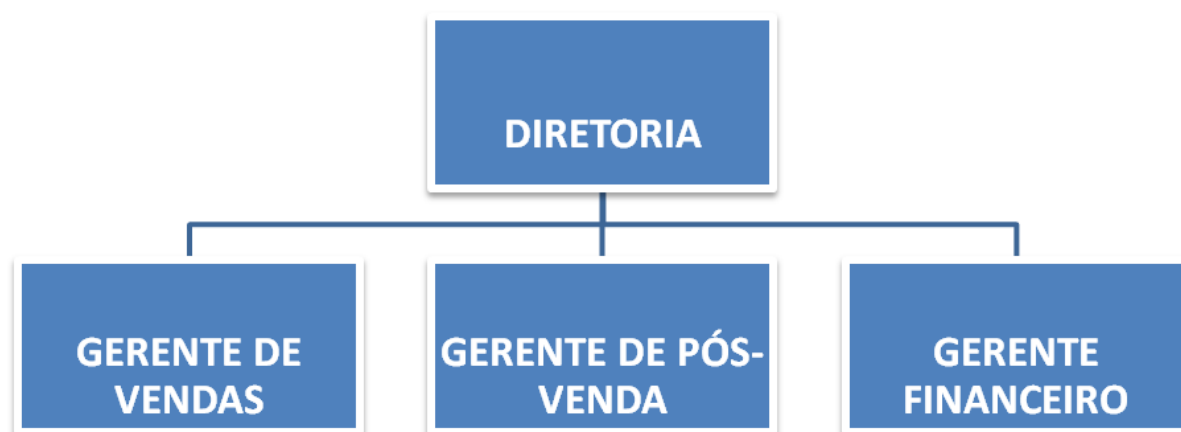 DIRETORIA
GERENTE DE
VENDAS
GERENTE DE PÓS-
VENDA
GERENTE
FINANCEIRO